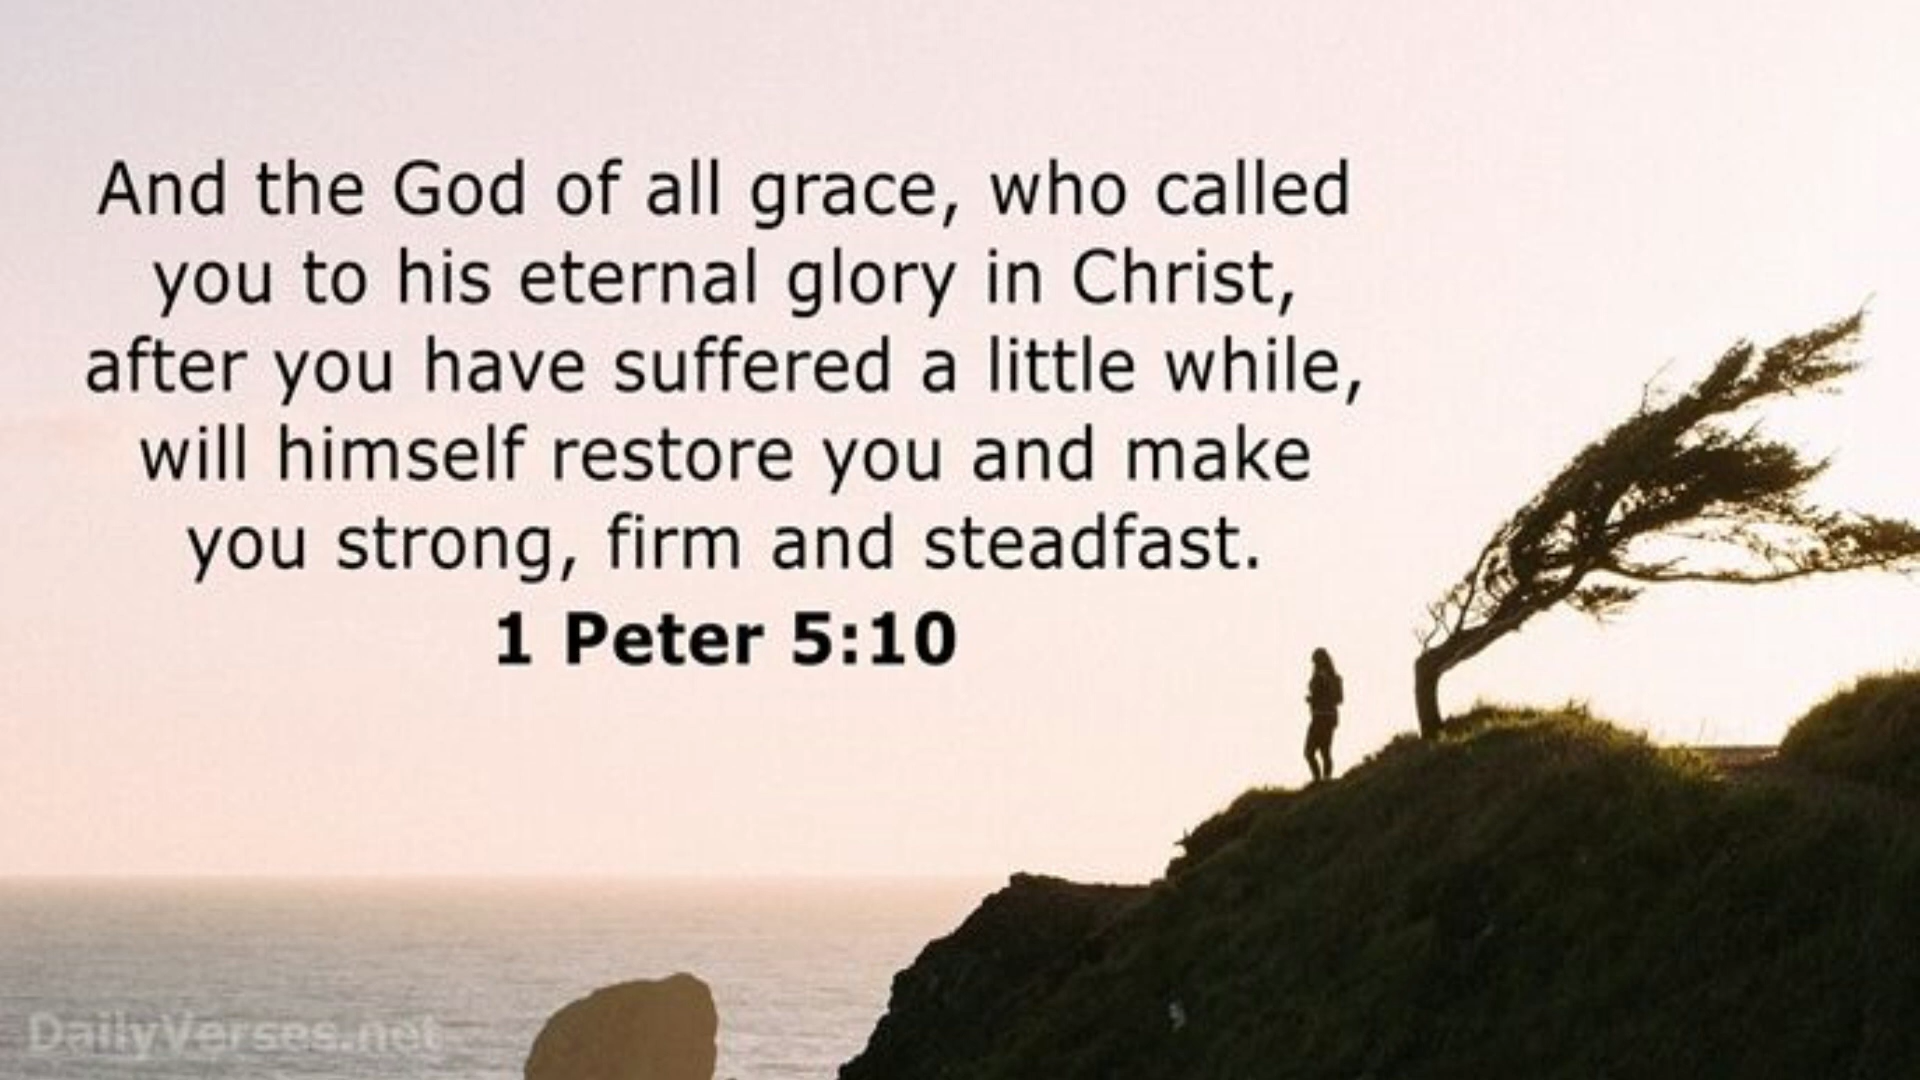 And the God of all grace, who called
you to his eternal glory in Christ,
after you have suffered a little while,
will himself restore you and make
you strong, firm and steadfast.
1 Peter 5:10
DailyVerses.net